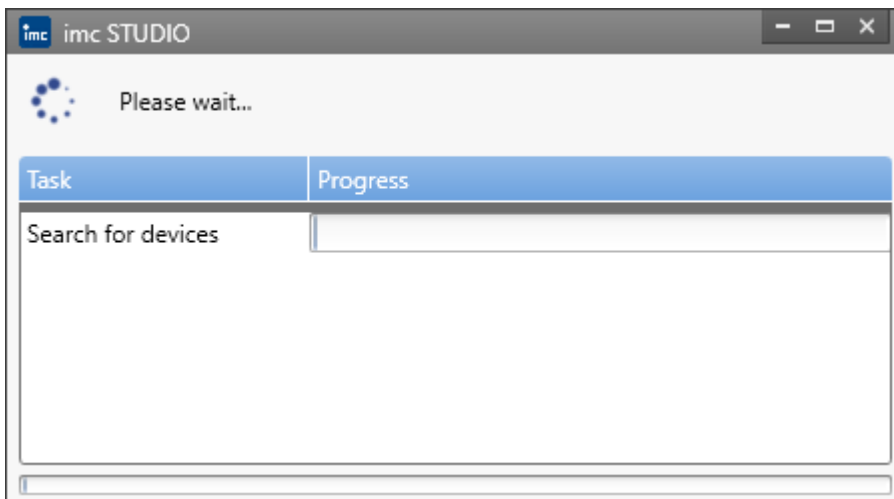 imc imc STUDIO
Please wait...
Task Progress
Search for devices